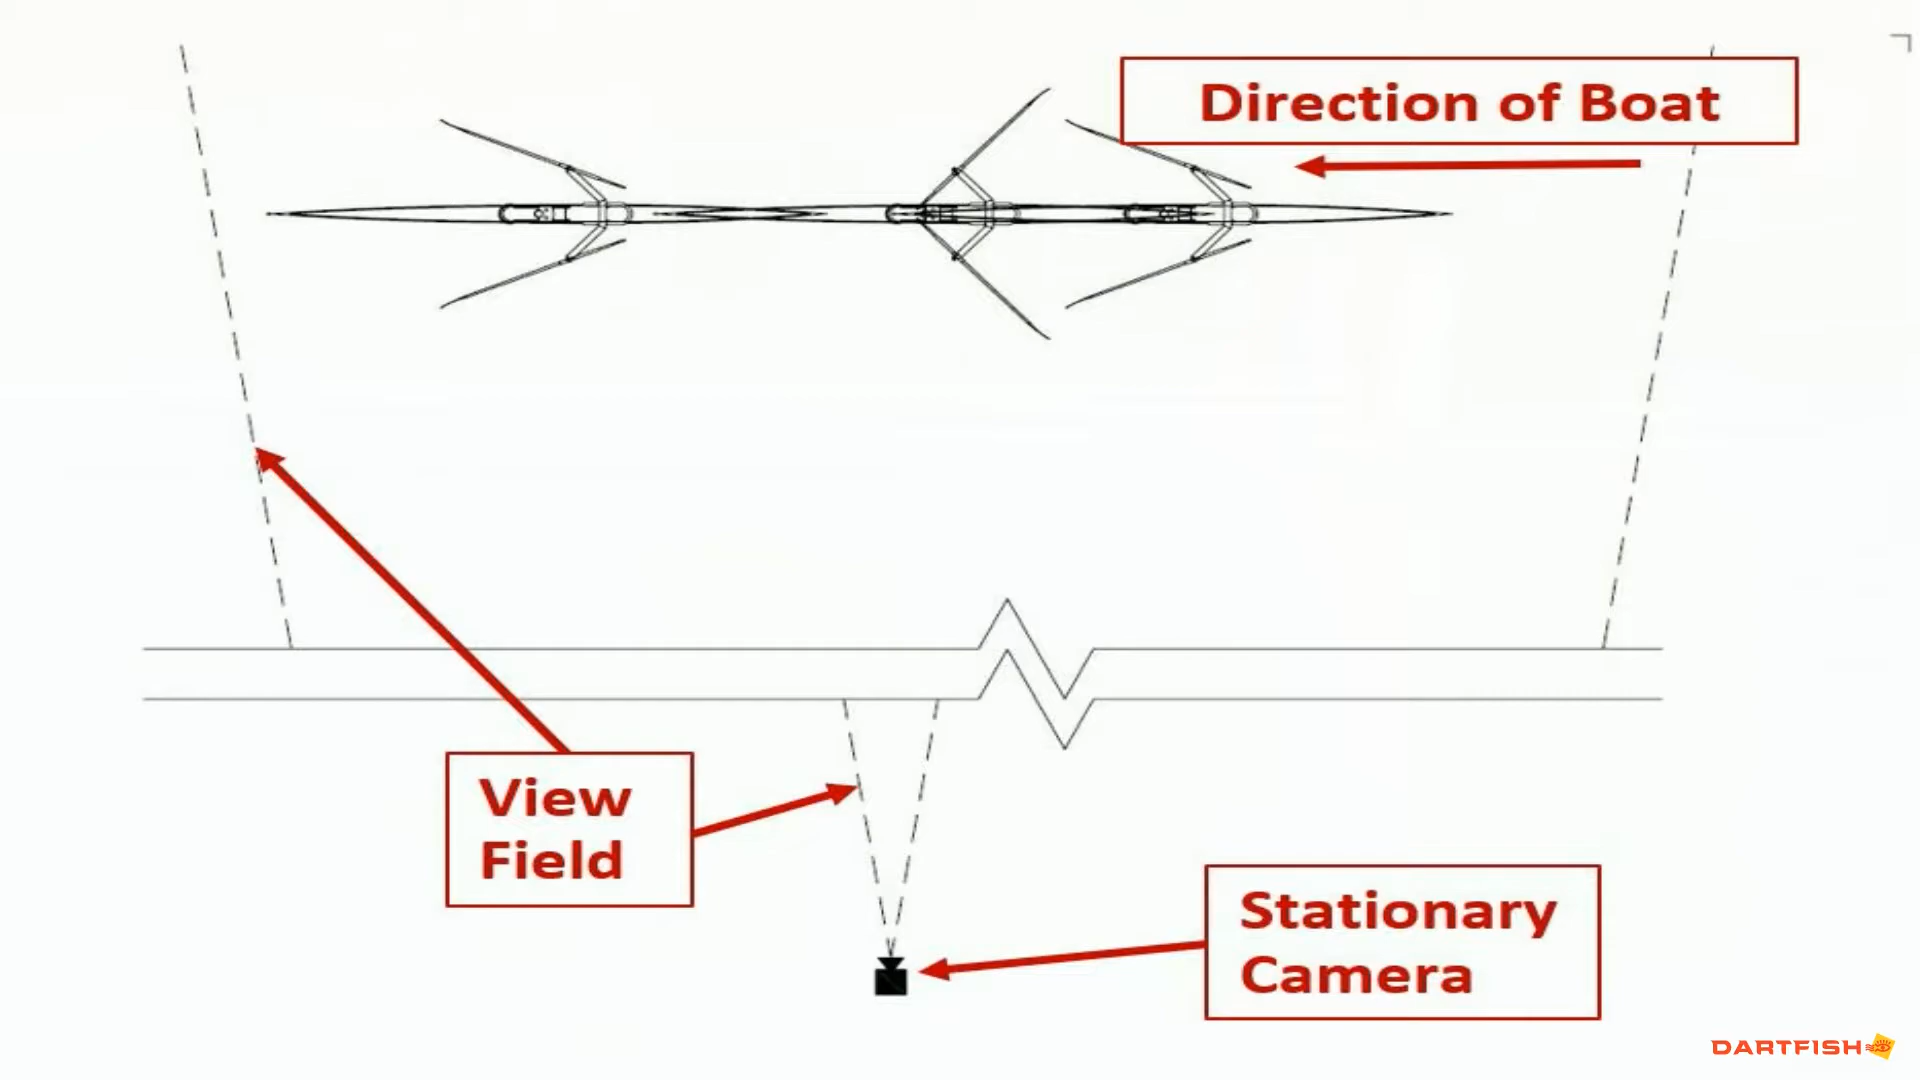 Direction of Boat
View
Field
Stationary
Camera
DARTFISH